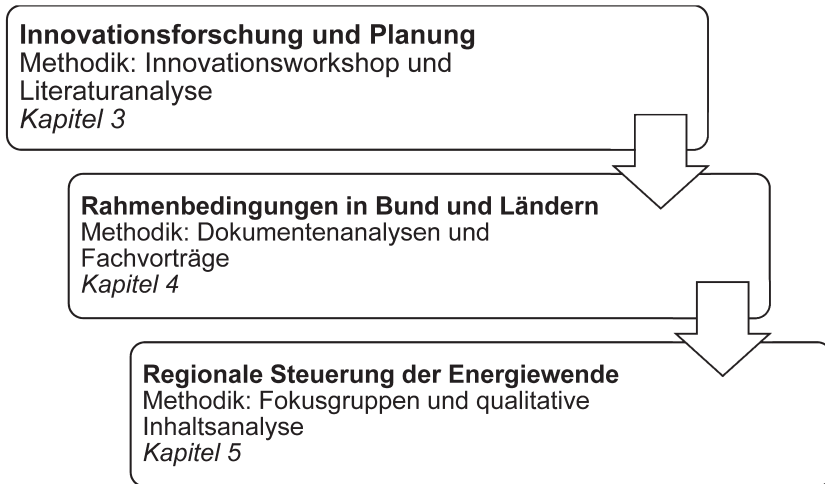 Innovationsforschung und Planung
Methodik: Innovationsworkshop und
Literaturanalyse
Kapitel 3
Rahmenbedingungen in Bund und Ländern
Methodik: Dokumentenanalysen und
Fachvorträge
Kapitel 4
Regionale Steuerung der Energiewende
Methodik: Fokusgruppen und qualitative
Inhaltsanalyse
Kapitel 5